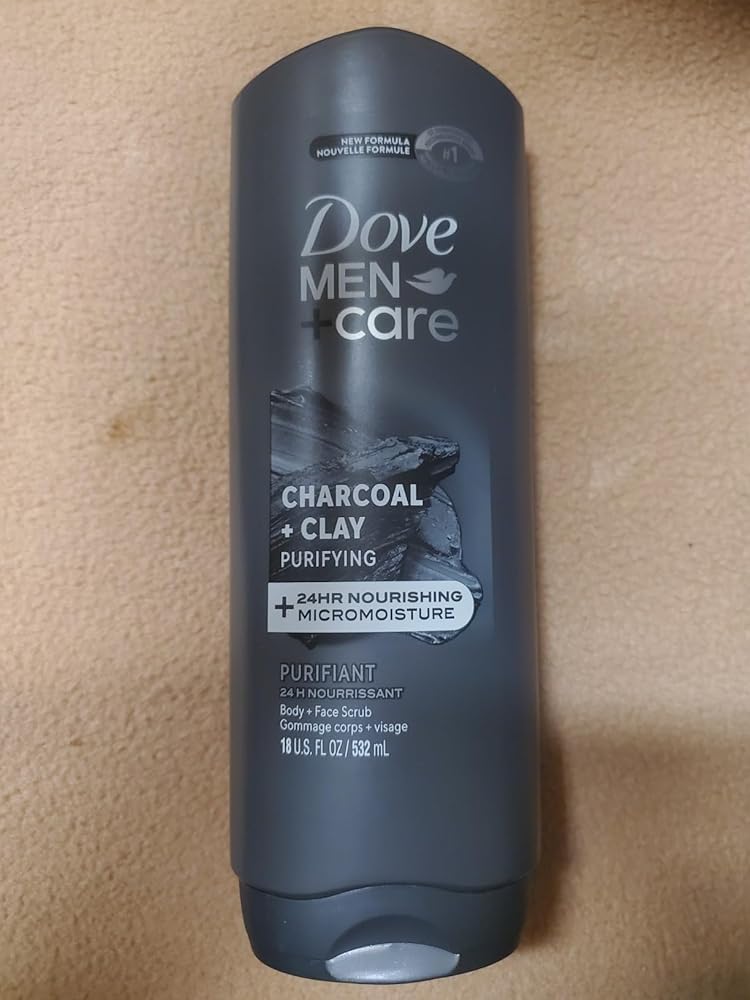 NEW FORMULA
NOUVELLE FORMULE
#1
Dove
MEN
+care
CHARCOAL
+ CLAY
PURIFYING
+ 24HR NOURISHING
MICROMOISTURE
PURIFIANT
24 H NOURRISSANT
Body + Face Scrub
Gommage corps + visage
18 U.S. FL OZ / 532 mL